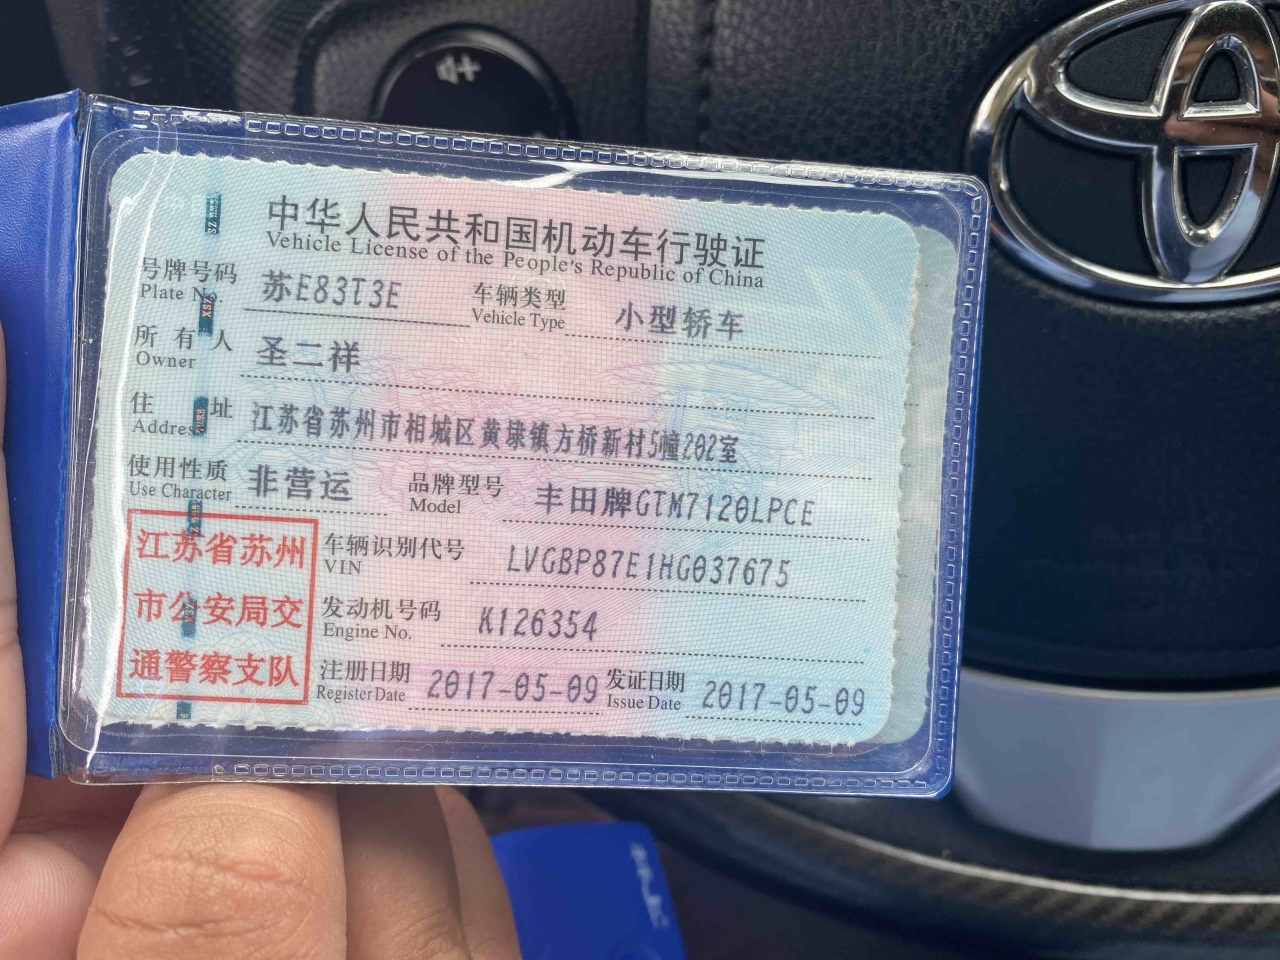 中华人民共和国机动车行驶证
Vehicle License of the People's Republic of China
号牌号码 苏E83T3E 车辆类型 小型轿车
Plate No. Vehicle Type
所有人 圣二祥
Owner
住址 江苏省苏州市相城区黄埭镇方桥新村5幢202室
Address
使用性质 非营运 品牌型号 丰田牌GTM7120LPCE
Use Character Model
江苏省苏州
市公安局交
通警察支队
车辆识别代号 LVGBP87E1HG037675
VIN
发动机号码 K126354
Engine No.
注册日期 2017-05-09 发证日期 2017-05-09
Register Date Issue Date